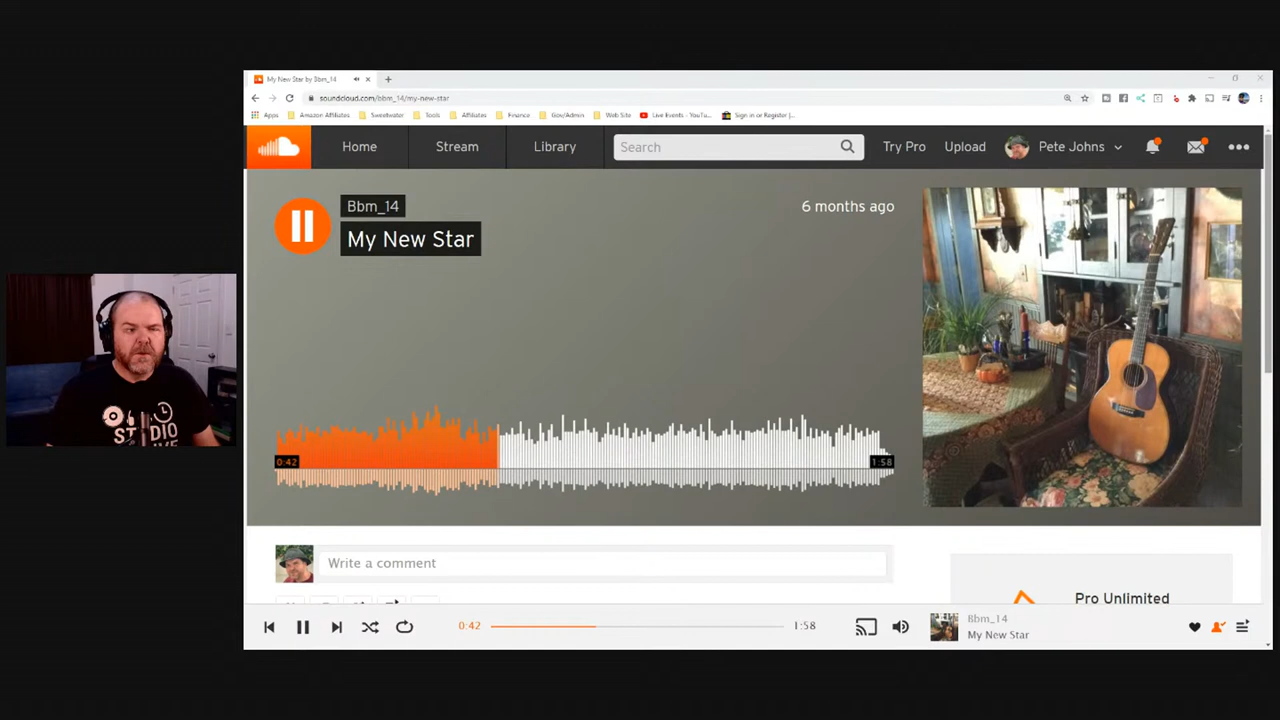 My New Star by Bbm_14
soundcloud.com/bbm_14/my-new-star
Apps
Amazon Affiliates
Sweetwater
Tools
Affiliates
Finance
Gov/Admin
Web Site
Live Events - YouTu...
Sign in or Register |...
Home
Stream
Library
Search
Try Pro
Upload
Pete Johns
Bbm_14
6 months ago
My New Star
0:42
1:58
Write a comment
Pro Unlimited
0:42
1:58
Bbm_14
My New Star